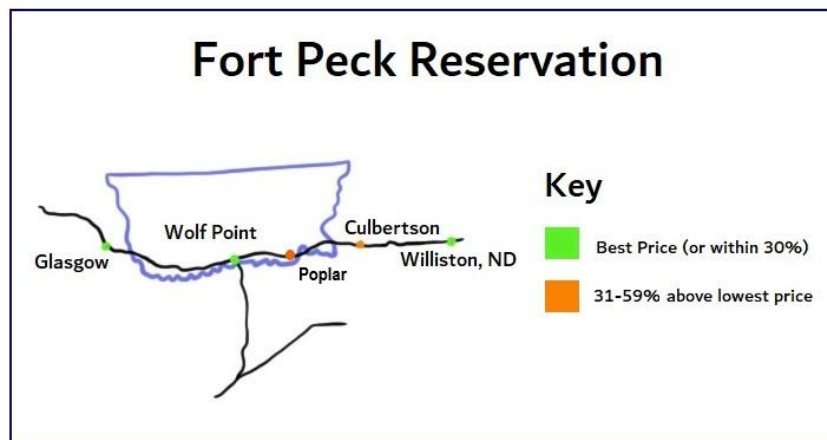 Fort Peck Reservation
Wolf Point
Culbertson
Glasgow
Poplar
Williston, ND
Key
Best Price (or within 30%)
31-59% above lowest price